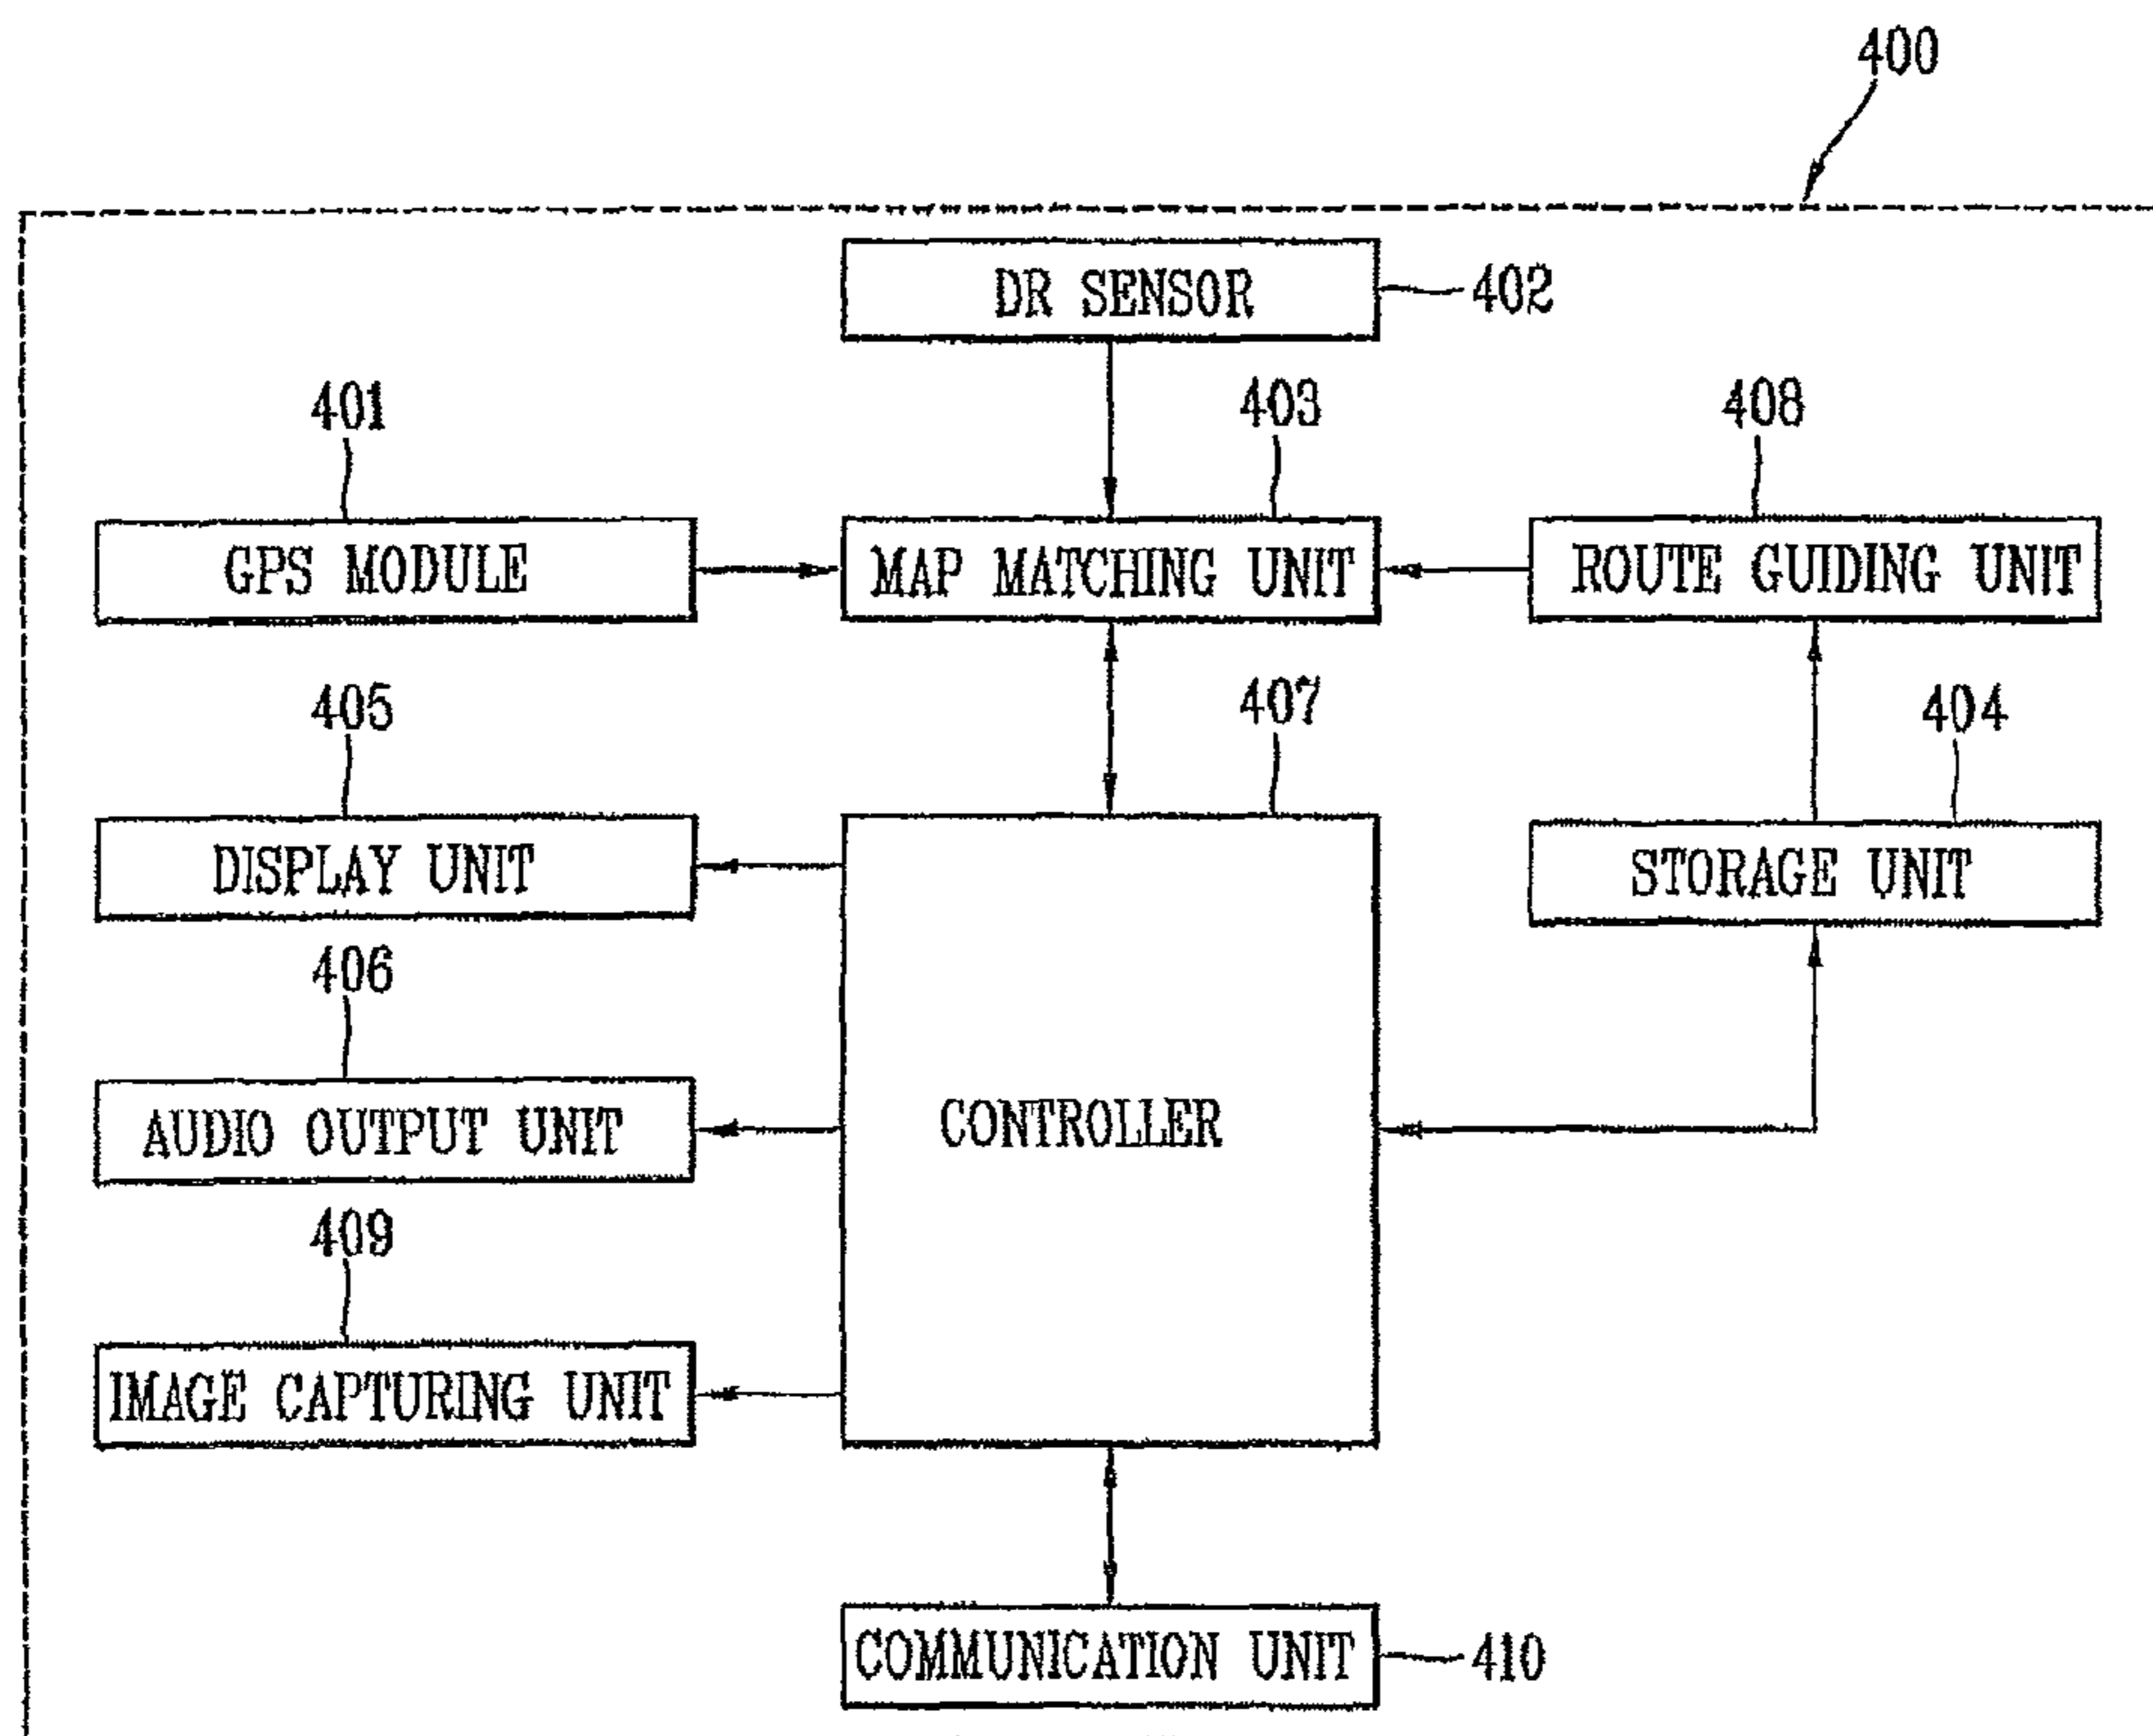 400
DR SENSOR
402
401
403
408
GPS MODULE
MAP MATCHING UNIT
ROUTE GUIDING UNIT
405
407
404
DISPLAY UNIT
STORAGE UNIT
406
AUDIO OUTPUT UNIT
CONTROLLER
409
IMAGE CAPTURING UNIT
COMMUNICATION UNIT
410